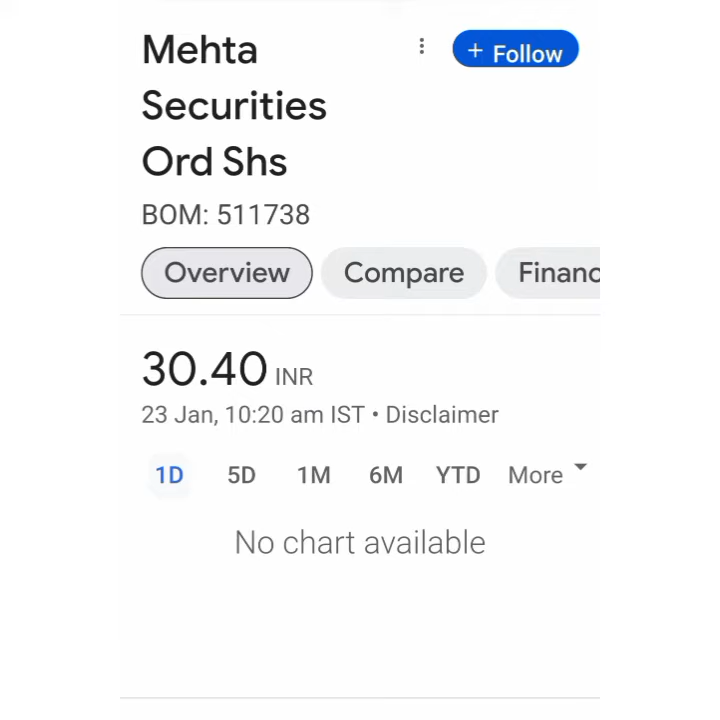 Mehta
Securities
Ord Shs
+ Follow
BOM: 511738
Overview Compare Financ
30.40 INR
23 Jan, 10:20 am IST • Disclaimer
1D 5D 1M 6M YTD More
No chart available